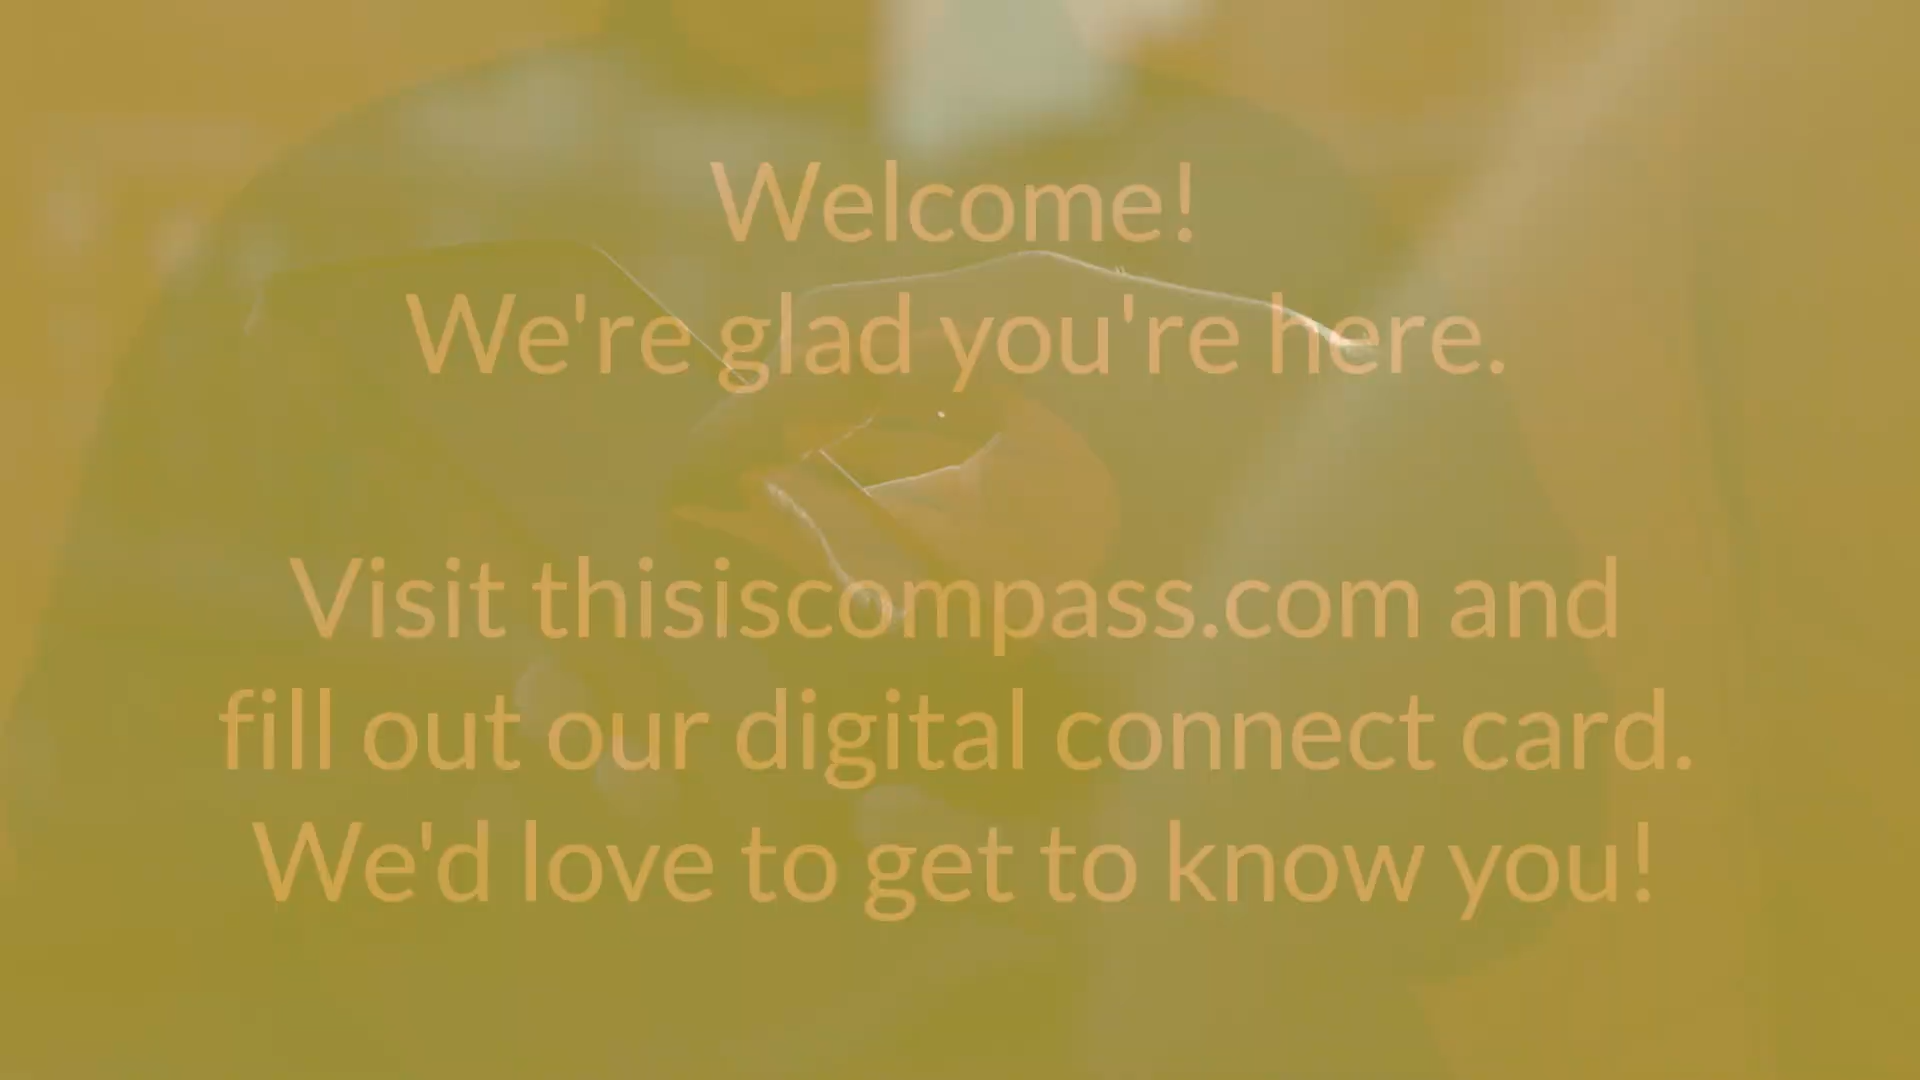 Welcome!
We're glad you're here.
Visit thisiscompass.com and
fill out our digital connect card.
We'd love to get to know you!